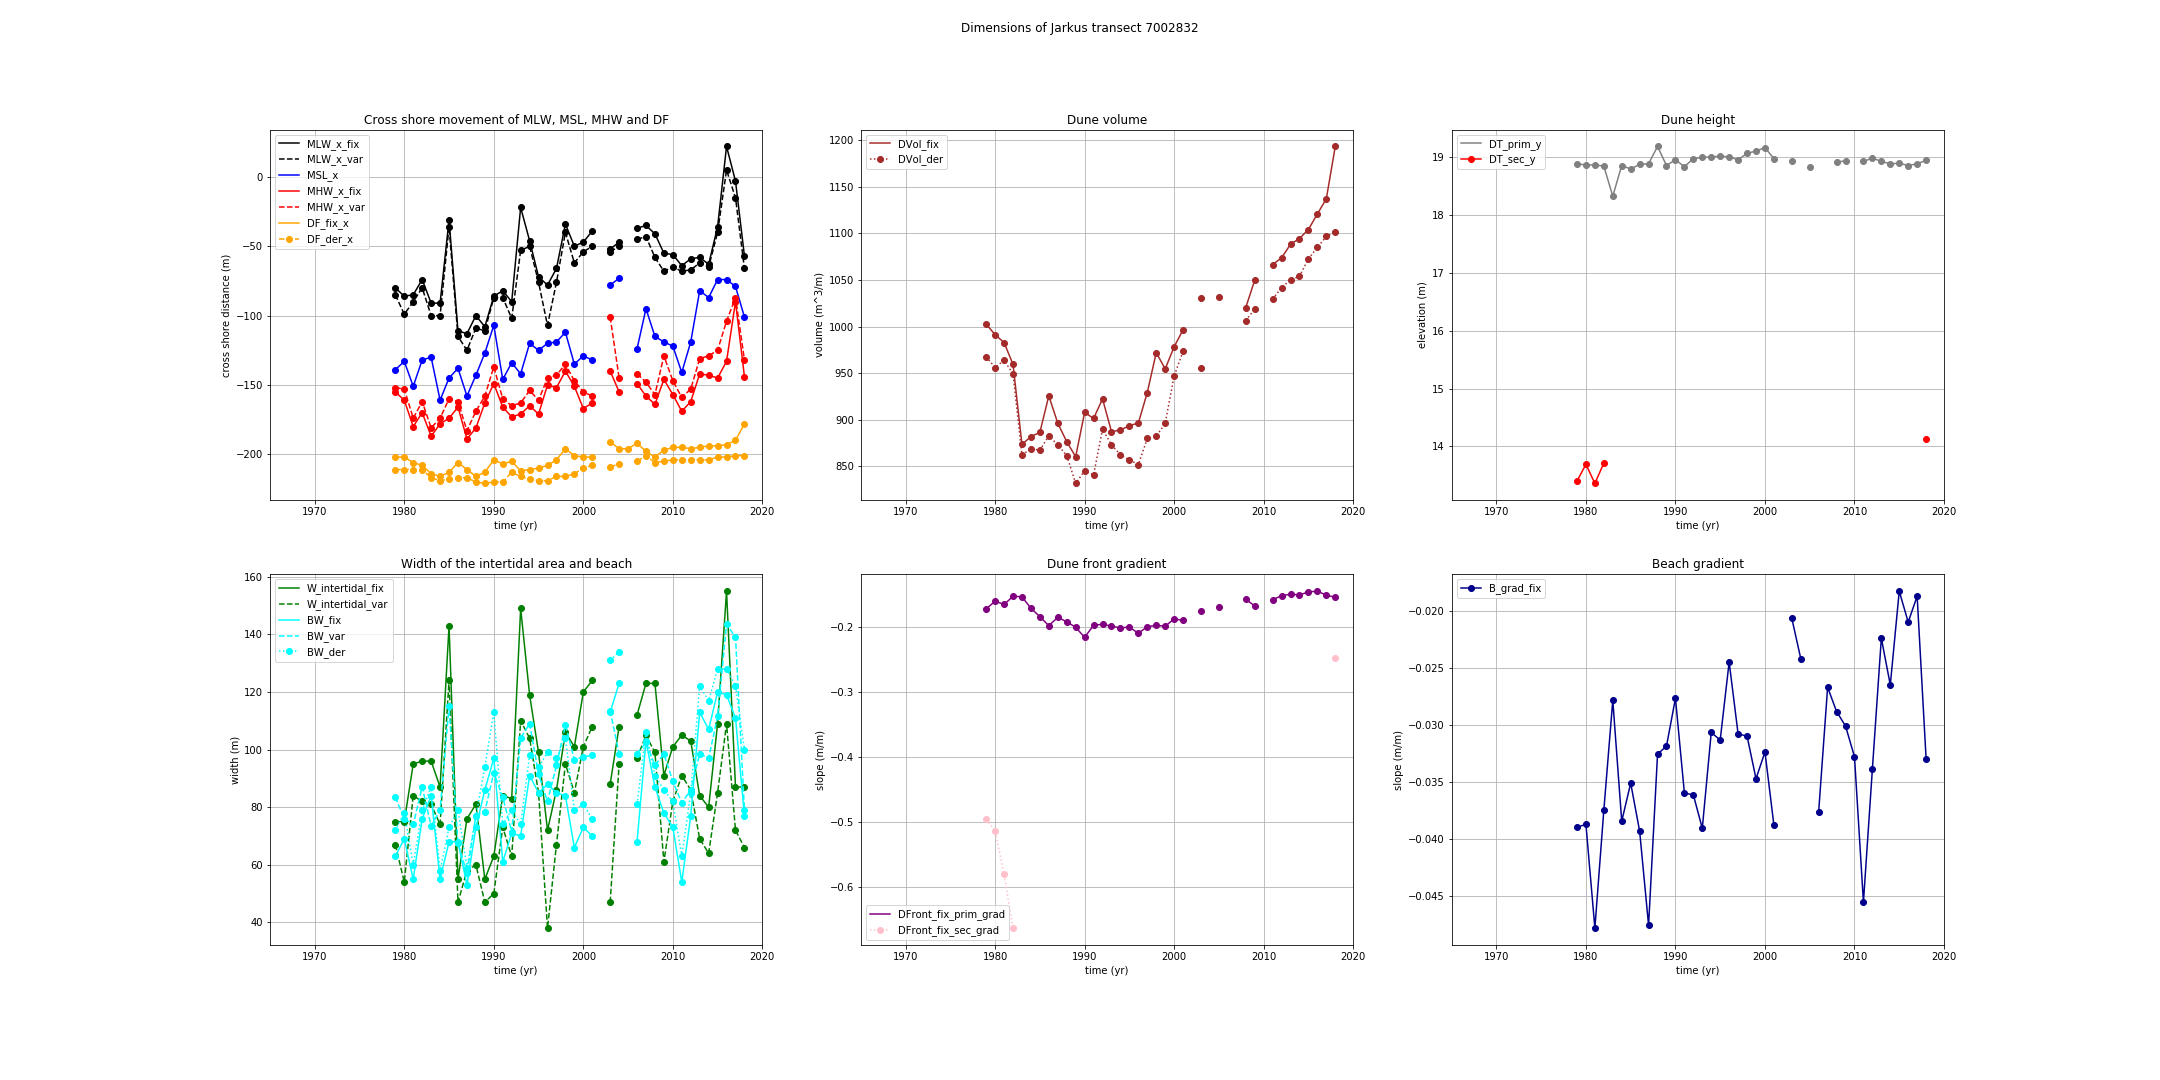 Dimensions of Jarkus transect 7002832
Cross shore movement of MLW, MSL, MHW and DF
MLW_x_fix
MLW_x_var
MSL_x
MHW_x_fix
MHW_x_var
DF_fix_x
DF_der_x
0
−50
−100
−150
−200
cross shore distance (m)
1970 1980 1990 2000 2010 2020
time (yr)
Dune volume
DVol_fix
DVol_der
1200
1150
1100
1050
1000
950
900
850
volume (m^3/m)
1970 1980 1990 2000 2010 2020
time (yr)
Dune height
DT_prim_y
DT_sec_y
19
18
17
16
15
14
elevation (m)
1970 1980 1990 2000 2010 2020
time (yr)
Width of the intertidal area and beach
W_intertidal_fix
W_intertidal_var
BW_fix
BW_var
BW_der
160
140
120
100
80
60
40
width (m)
1970 1980 1990 2000 2010 2020
time (yr)
Dune front gradient
−0.2
−0.3
−0.4
−0.5
−0.6
slope (m/m)
DFront_fix_prim_grad
DFront_fix_sec_grad
1970 1980 1990 2000 2010 2020
time (yr)
Beach gradient
B_grad_fix
−0.020
−0.025
−0.030
−0.035
−0.040
−0.045
slope (m/m)
1970 1980 1990 2000 2010 2020
time (yr)